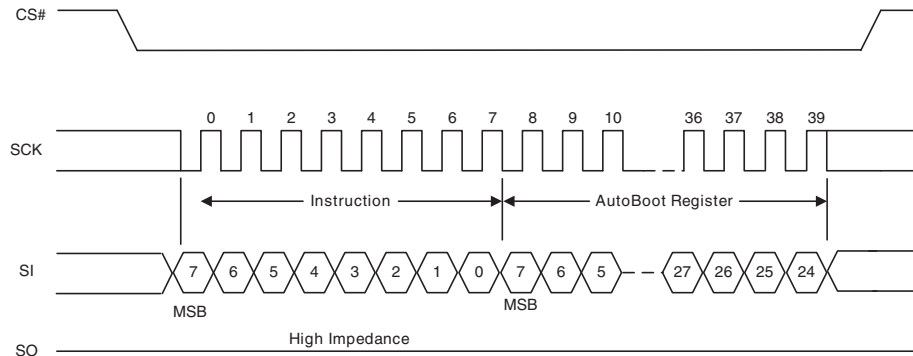 CS#
0 1 2 3 4 5 6 7 8 9 10 36 37 38 39
SCK
Instruction AutoBoot Register
SI 7 6 5 4 3 2 1 0 7 6 5 27 26 25 24
MSB MSB
High Impedance
SO